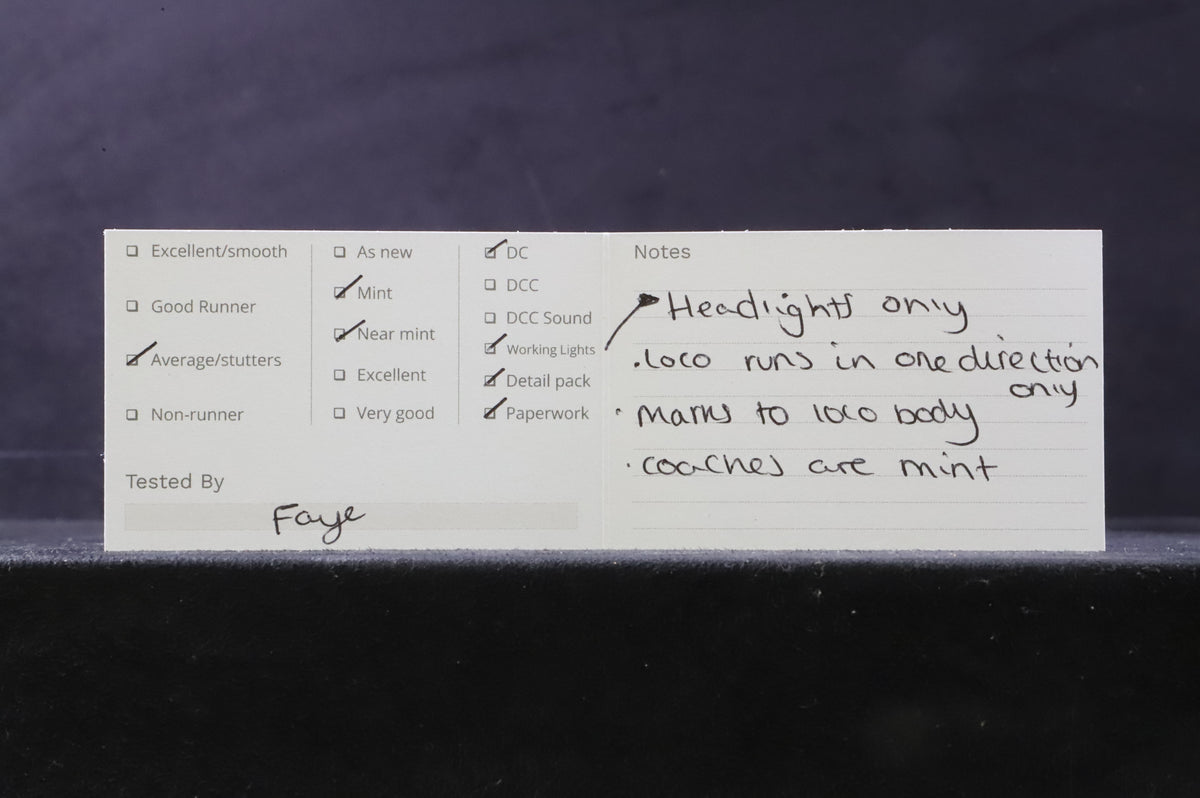 ☐ Excellent/smooth
☐ Good Runner
☑ Average/stutters
☐ Non-runner
☐ As new
☑ Mint
☑ Near mint
☐ Excellent
☐ Very good
☑ DC
☐ DCC
☐ DCC Sound
☑ Working Lights
☑ Detail pack
☑ Paperwork
Tested By
Faye
Notes
Headlights only
.loco runs in one direction
only
· marks to loco body
· coaches are mint